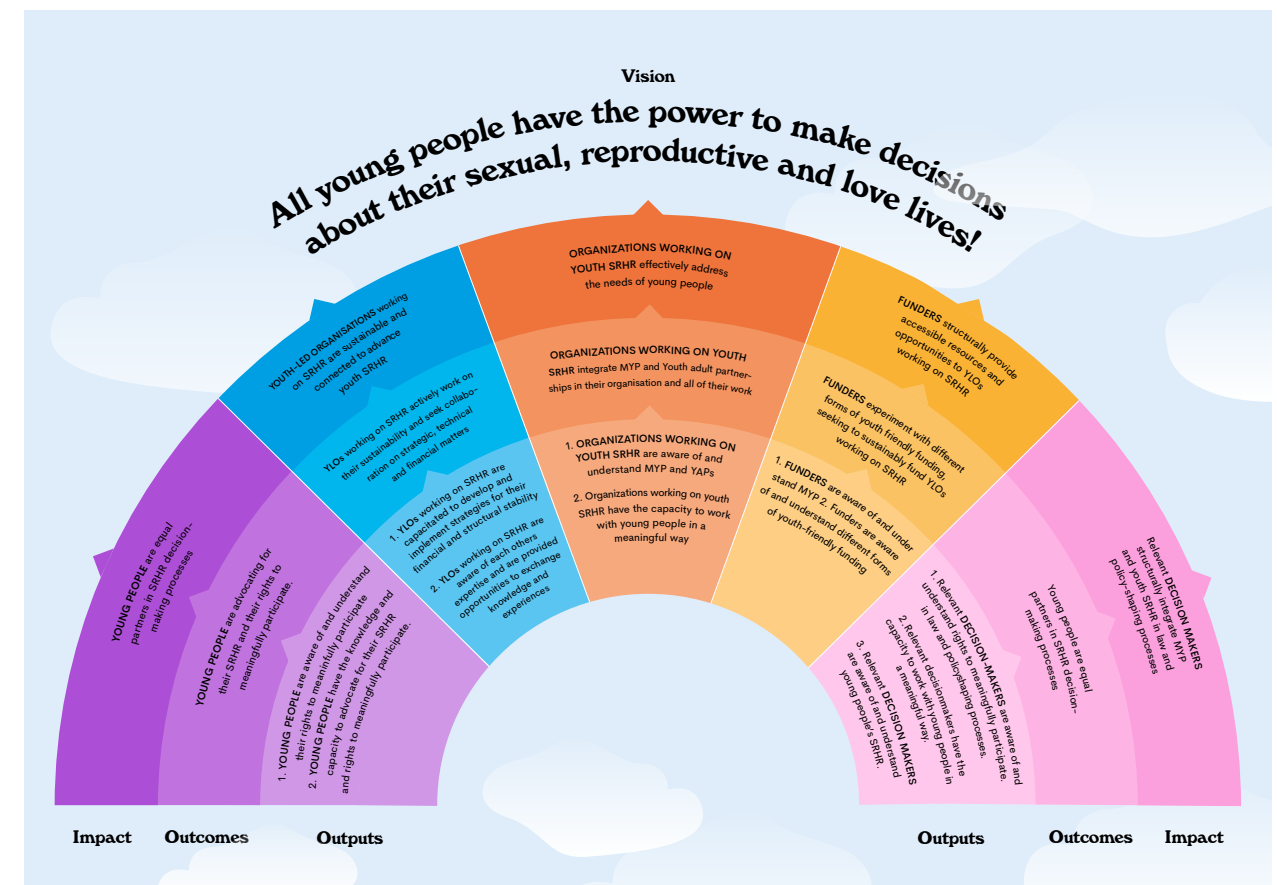 Vision
All young people have the power to make decisions
about their sexual, reproductive and love lives!
YOUNG PEOPLE are equal
partners in SRHR decision-
making processes
YOUNG PEOPLE are advocating for
their SRHR and their rights to
meaningfully participate.
1. YOUNG PEOPLE are aware of and understand
their rights to meainfully participate
2. YOUNG PEOPLE have the knowledge and
capacity to advocate for their SRHR
and rights to meaningfully participate.
YOUTH-LED ORGANISATIONS working
on SRHR are sustainable and
connected to advance
youth SRHR
YLOs working on SRHR actively work on
their sustainability and seek collabo-
ration on strategic, technical
and financial matters
1. YLOs working on SRHR are
capacitated to develop and
implement strategies for their
financial and structural stability
2. YLOs working on SRHR are
aware of each others
expertise and are provided
opportunities to exchange
knowledge and
experiences
ORGANIZATIONS WORKING ON
YOUTH SRHR effectively address
the needs of young people
ORGANIZATIONS WORKING ON YOUTH
SRHR integrate MYP and Youth adult partner-
ships in their organisation and all of their work
1. ORGANIZATIONS WORKING ON
YOUTH SRHR are aware of and
understand MYP and YAPs
2. Organizations working on youth
SRHR have the capacity to work
with young people in a
meaningful way
FUNDERS structurally provide
accessible resources and
opportunities to YLOs
working on SRHR
FUNDERS experiment with different
forms of youth friendly funding,
seeking to sustainably fund YLOs
working on SRHR
1. FUNDERS are aware of and under
stand MYP 2. Funders are aware
of and understand different forms
of youth-friendly funding
Relevant DECISION MAKERS
structurally integrate MYP
and youth SRHR in law and
policy-shaping processes
Young people are equal
partners in SRHR decision-
making processes
1. Relevant DECISION-MAKERS are aware of and
understand rights to meaningfully participate.
in law and policyshaping processes.
2. Relevant decisionmakers have the
capacity to work with young people in
a meaningful way.
3. Relevant DECISION MAKERS
are aware of and understand
young people's SRHR.
Impact
Outcomes
Outputs
Outputs
Outcomes
Impact